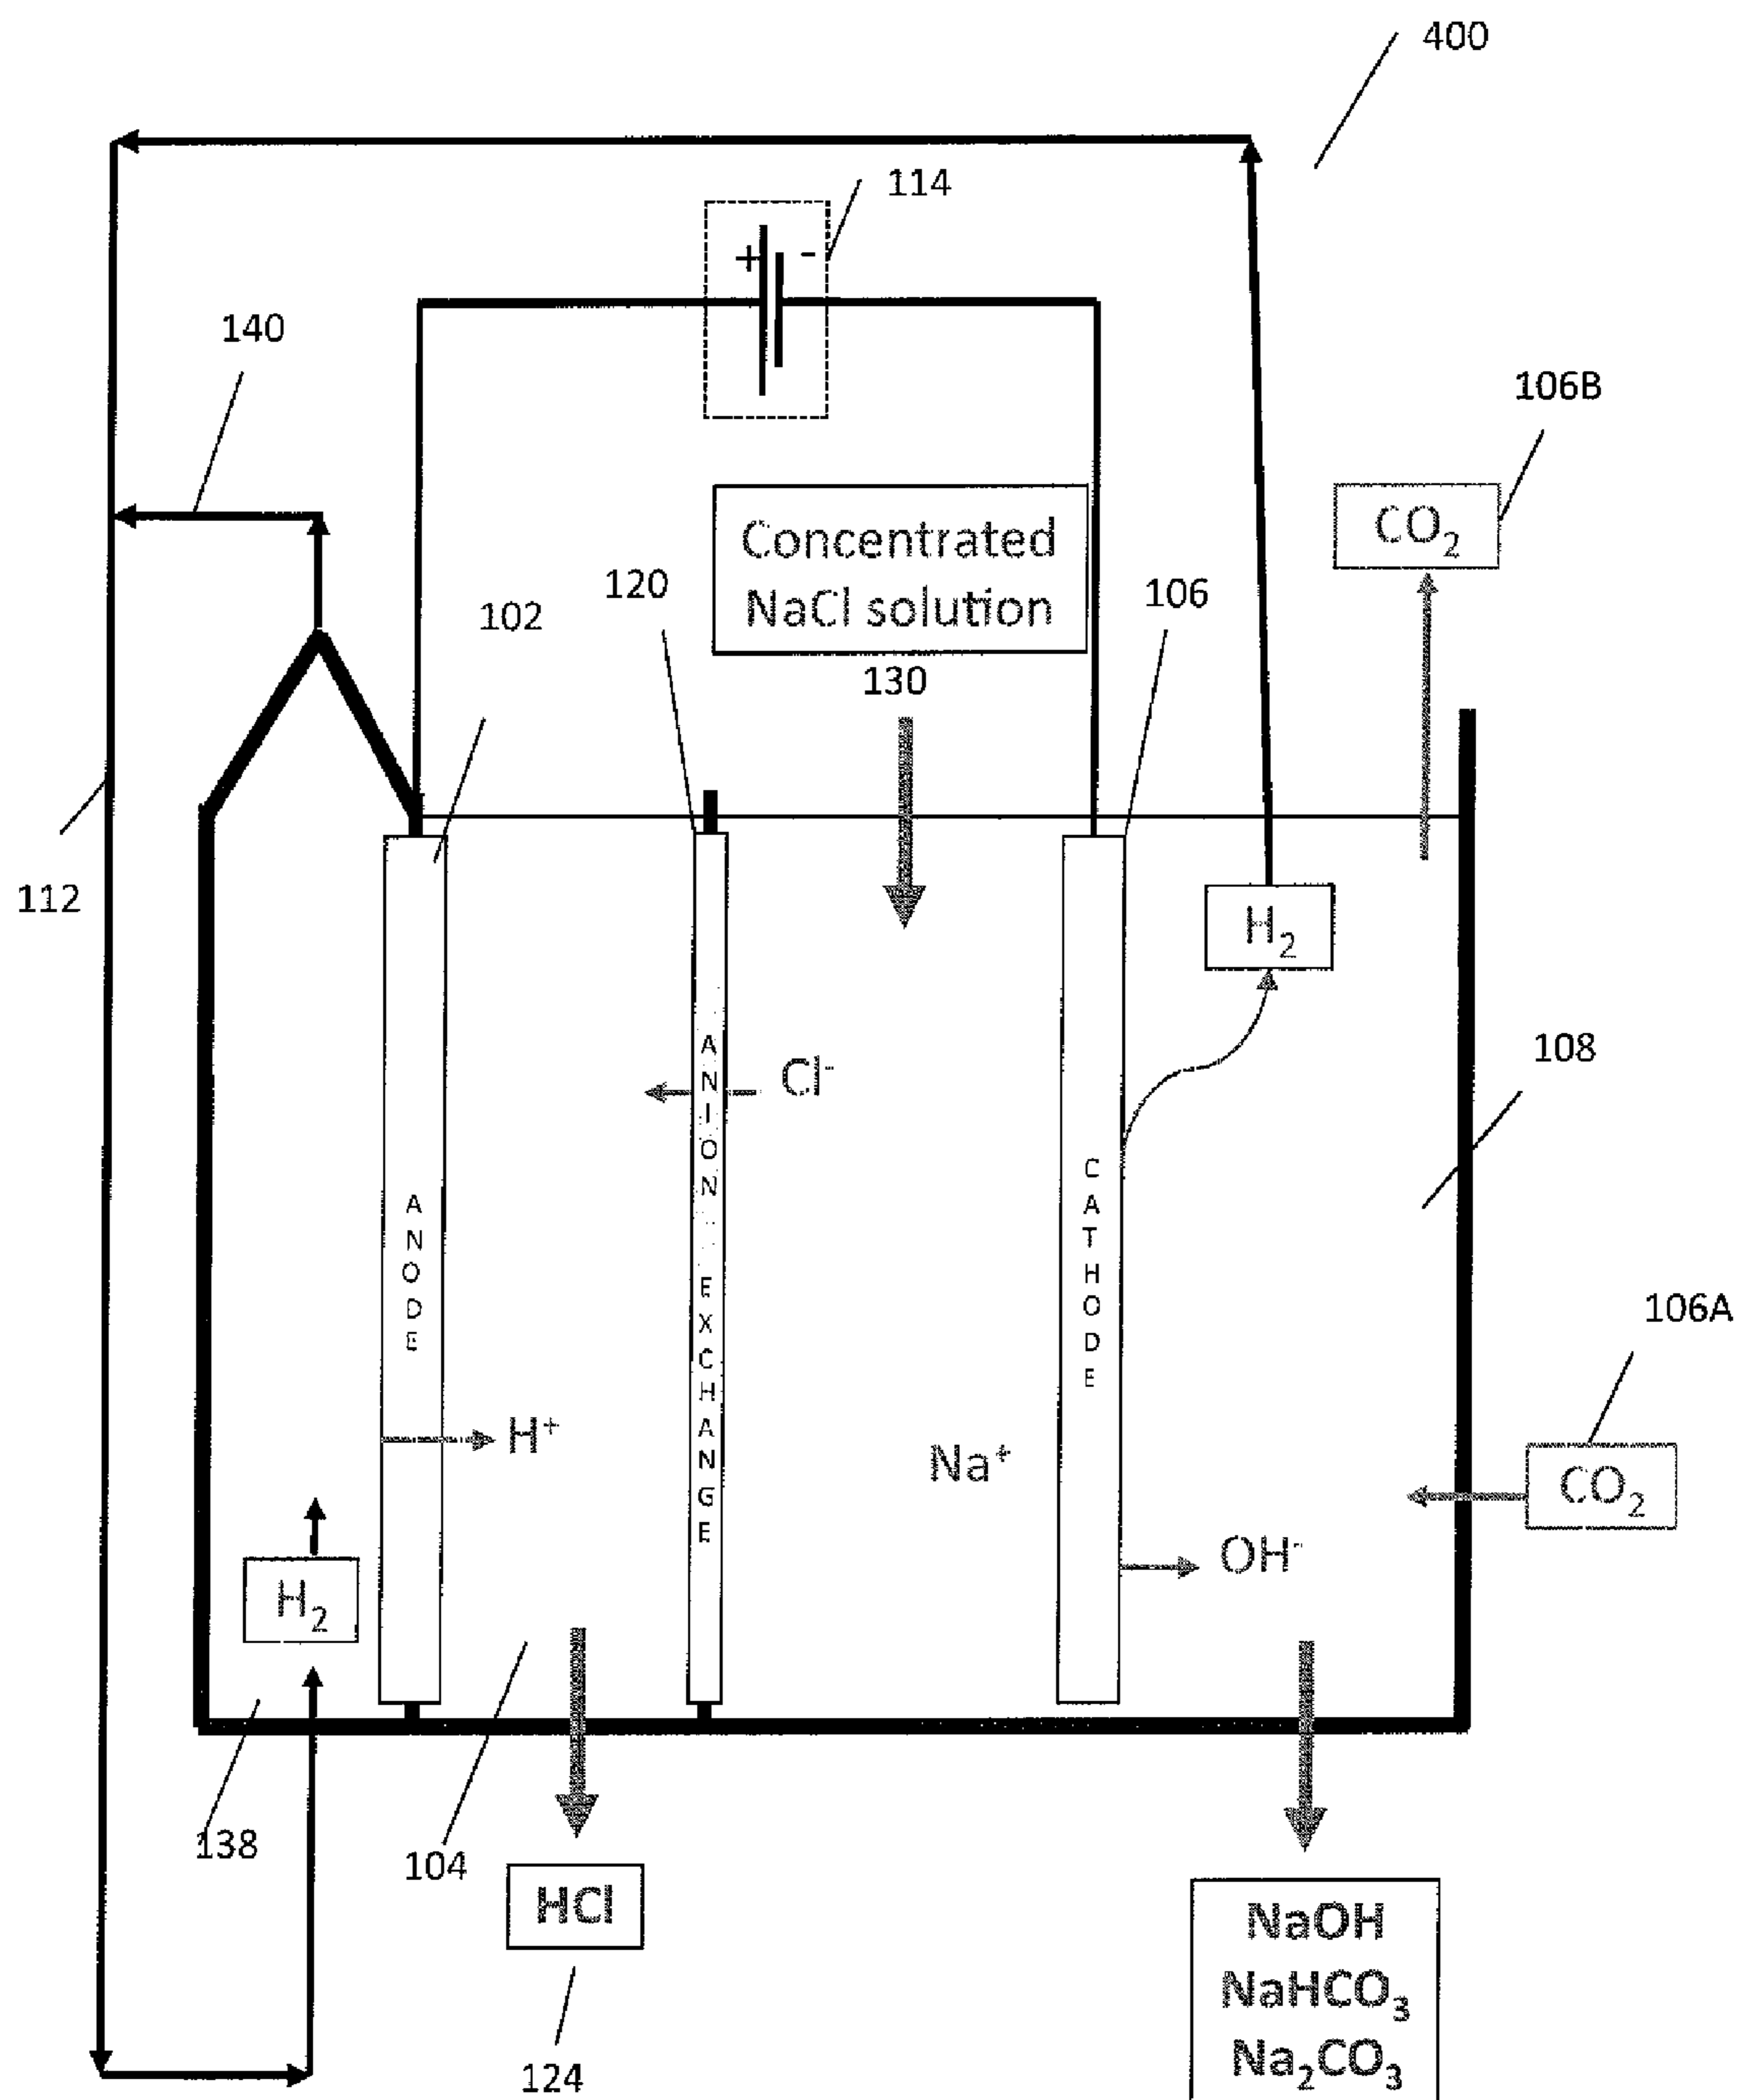 400
114
+ -
140
106B
CO2
Concentrated
NaCl solution
120
102
106
130
112
H2
108
ANION EXCHANGE
Cl-
ANODE
CATHODE
106A
H+
Na+
CO2
OH-
H2
138
104
HCl
NaOH
NaHCO3
Na2CO3
124